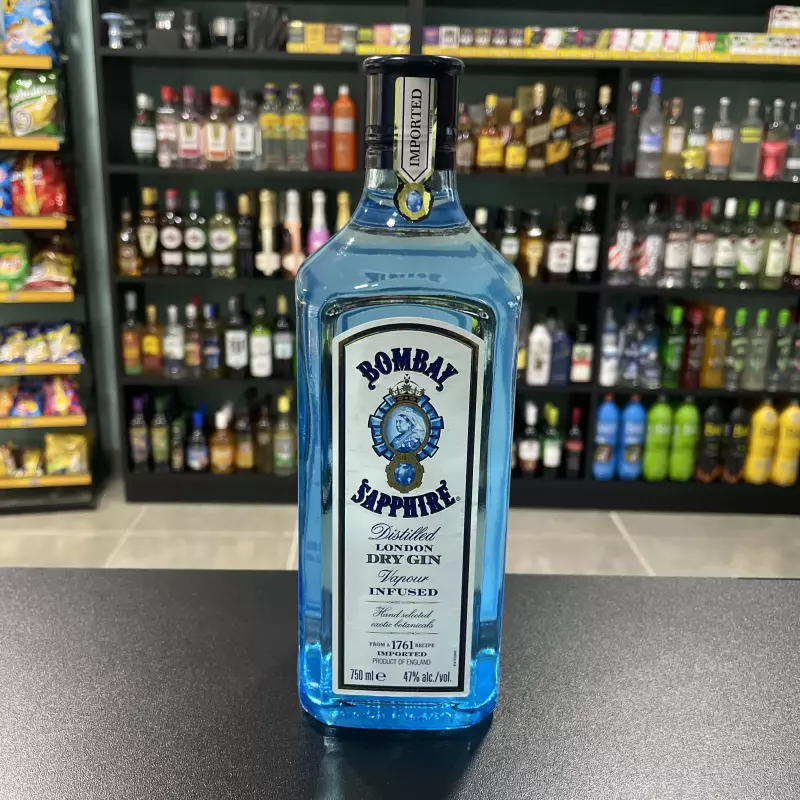 IMPORTED
BOMBAY
SAPPHIRE®
Distilled
LONDON
DRY GIN
Vapour
INFUSED
Hand selected
exotic botanicals
FROM A 1761 RECIPE
IMPORTED
PRODUCT OF ENGLAND
750 ml e 47% alc./vol.